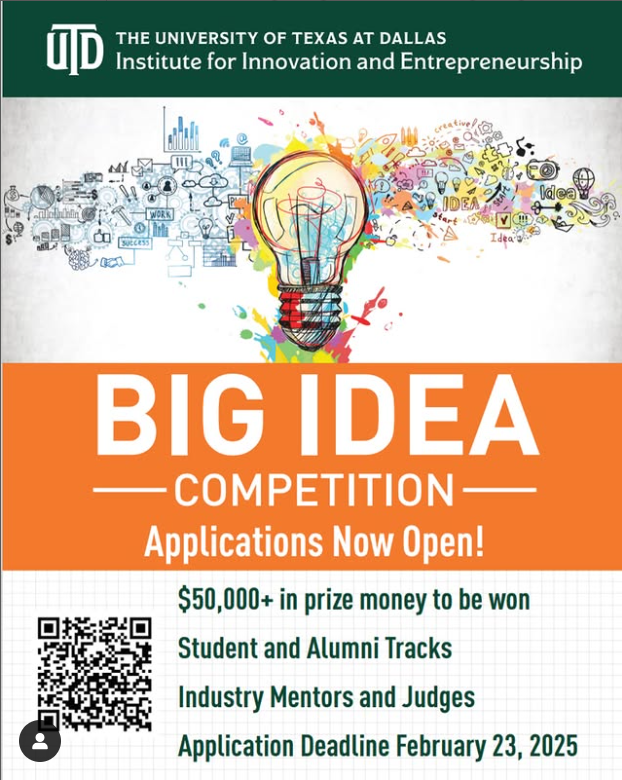 UTD
THE UNIVERSITY OF TEXAS AT DALLAS
Institute for Innovation and Entrepreneurship
creative!
IDEA
Idea
start
start
Idea
WORK
SUCCESS
BIG IDEA
COMPETITION
Applications Now Open!
$50,000+ in prize money to be won
Student and Alumni Tracks
Industry Mentors and Judges
Application Deadline February 23, 2025